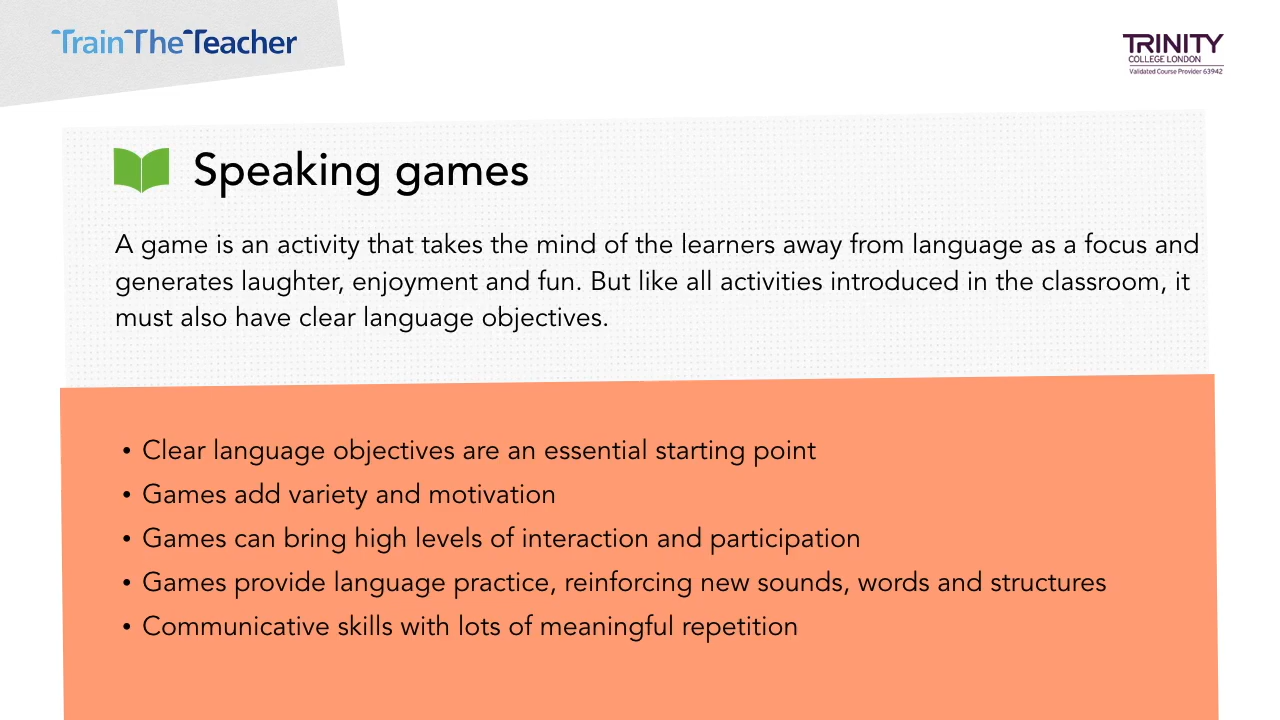 TrainTheTeacher
TRINITY
COLLEGE LONDON
Validated Course Provider 63942
Speaking games
A game is an activity that takes the mind of the learners away from language as a focus and
generates laughter, enjoyment and fun. But like all activities introduced in the classroom, it
must also have clear language objectives.
• Clear language objectives are an essential starting point
• Games add variety and motivation
• Games can bring high levels of interaction and participation
• Games provide language practice, reinforcing new sounds, words and structures
• Communicative skills with lots of meaningful repetition